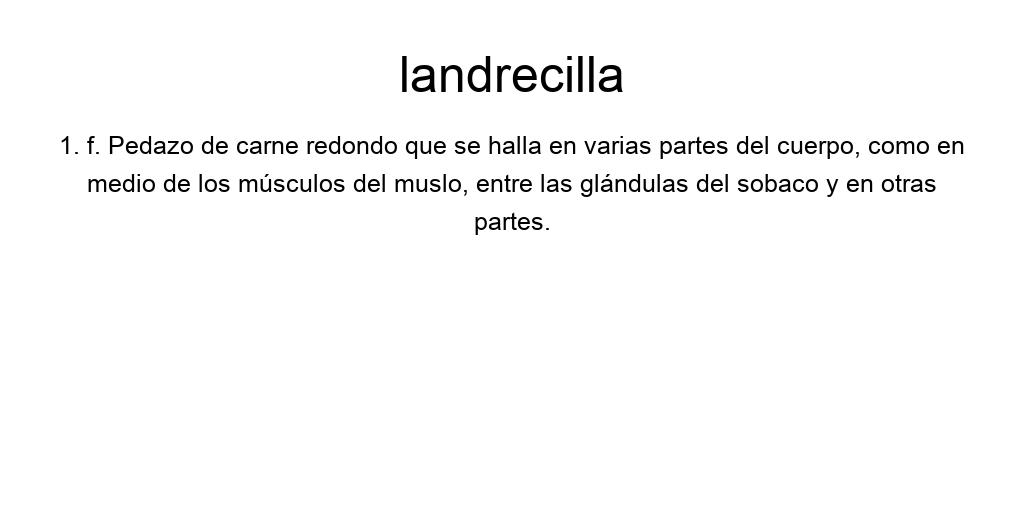 landrecilla
1. f. Pedazo de carne redondo que se halla en varias partes del cuerpo, como en
medio de los músculos del muslo, entre las glándulas del sobaco y en otras
partes.